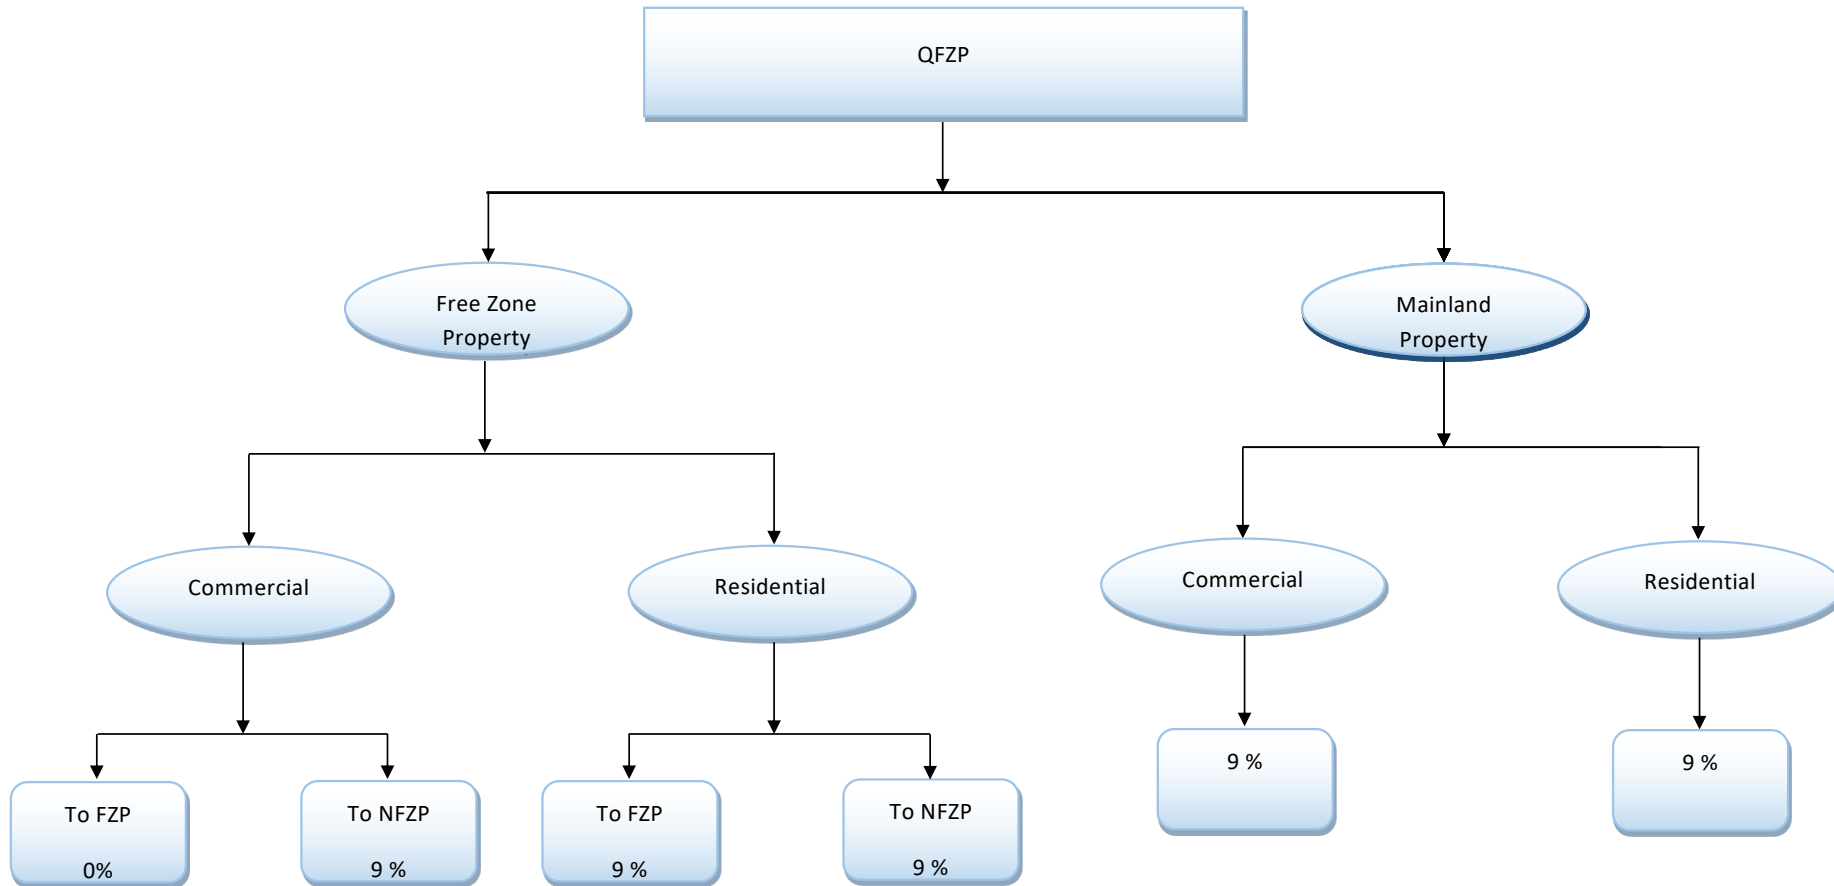 QFZP
Free Zone
Property
Mainland
Property
Commercial
Residential
Commercial
Residential
To FZP
0%
To NFZP
9 %
To FZP
9 %
To NFZP
9 %
9 %
9 %